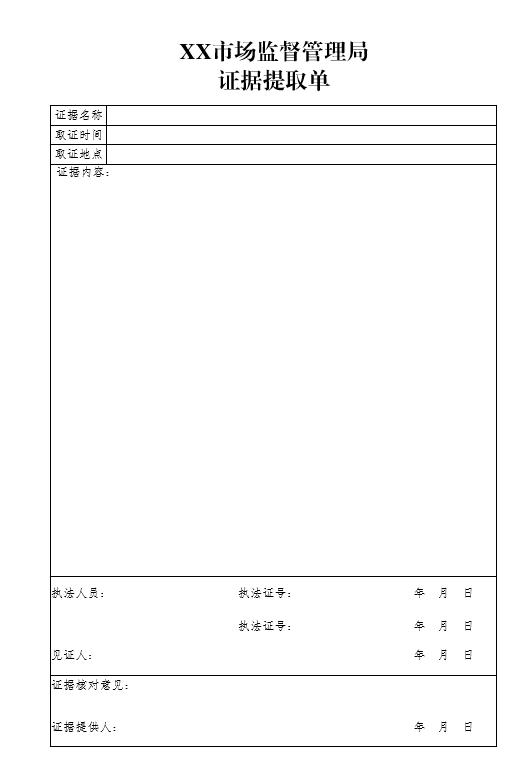 XX市场监督管理局
证据提取单
证据名称
取证时间
取证地点
证据内容：
执法人员： 执法证号： 年 月 日
执法证号： 年 月 日
见证人： 年 月 日
证据核对意见：
证据提供人： 年 月 日